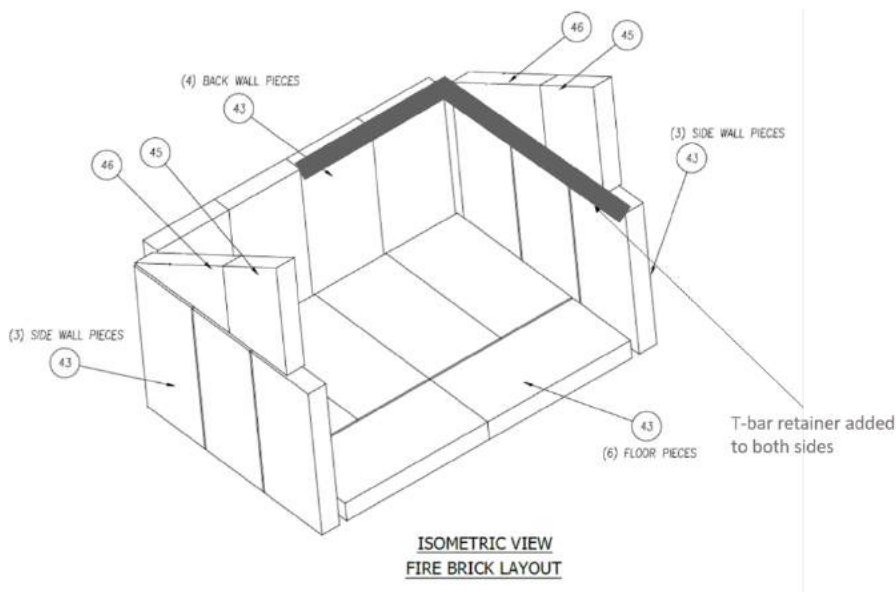 46
45
(4) BACK WALL PIECES
43
(3) SIDE WALL PIECES
43
46
45
(3) SIDE WALL PIECES
43
43
(6) FLOOR PIECES
T-bar retainer added
to both sides
ISOMETRIC VIEW
FIRE BRICK LAYOUT